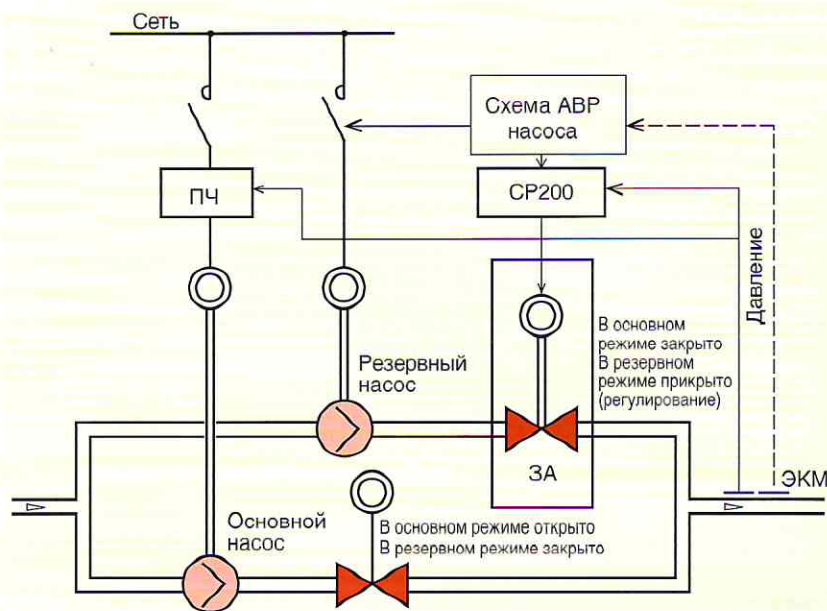 Сеть
Схема АВР
насоса
ПЧ
СР200
Давление
В основном
режиме закрыто
В резервном
режиме прикрыто
(регулирование)
Резервный
насос
ЗА
ЭКМ
Основной
насос
В основном режиме открыто
В резервном режиме закрыто